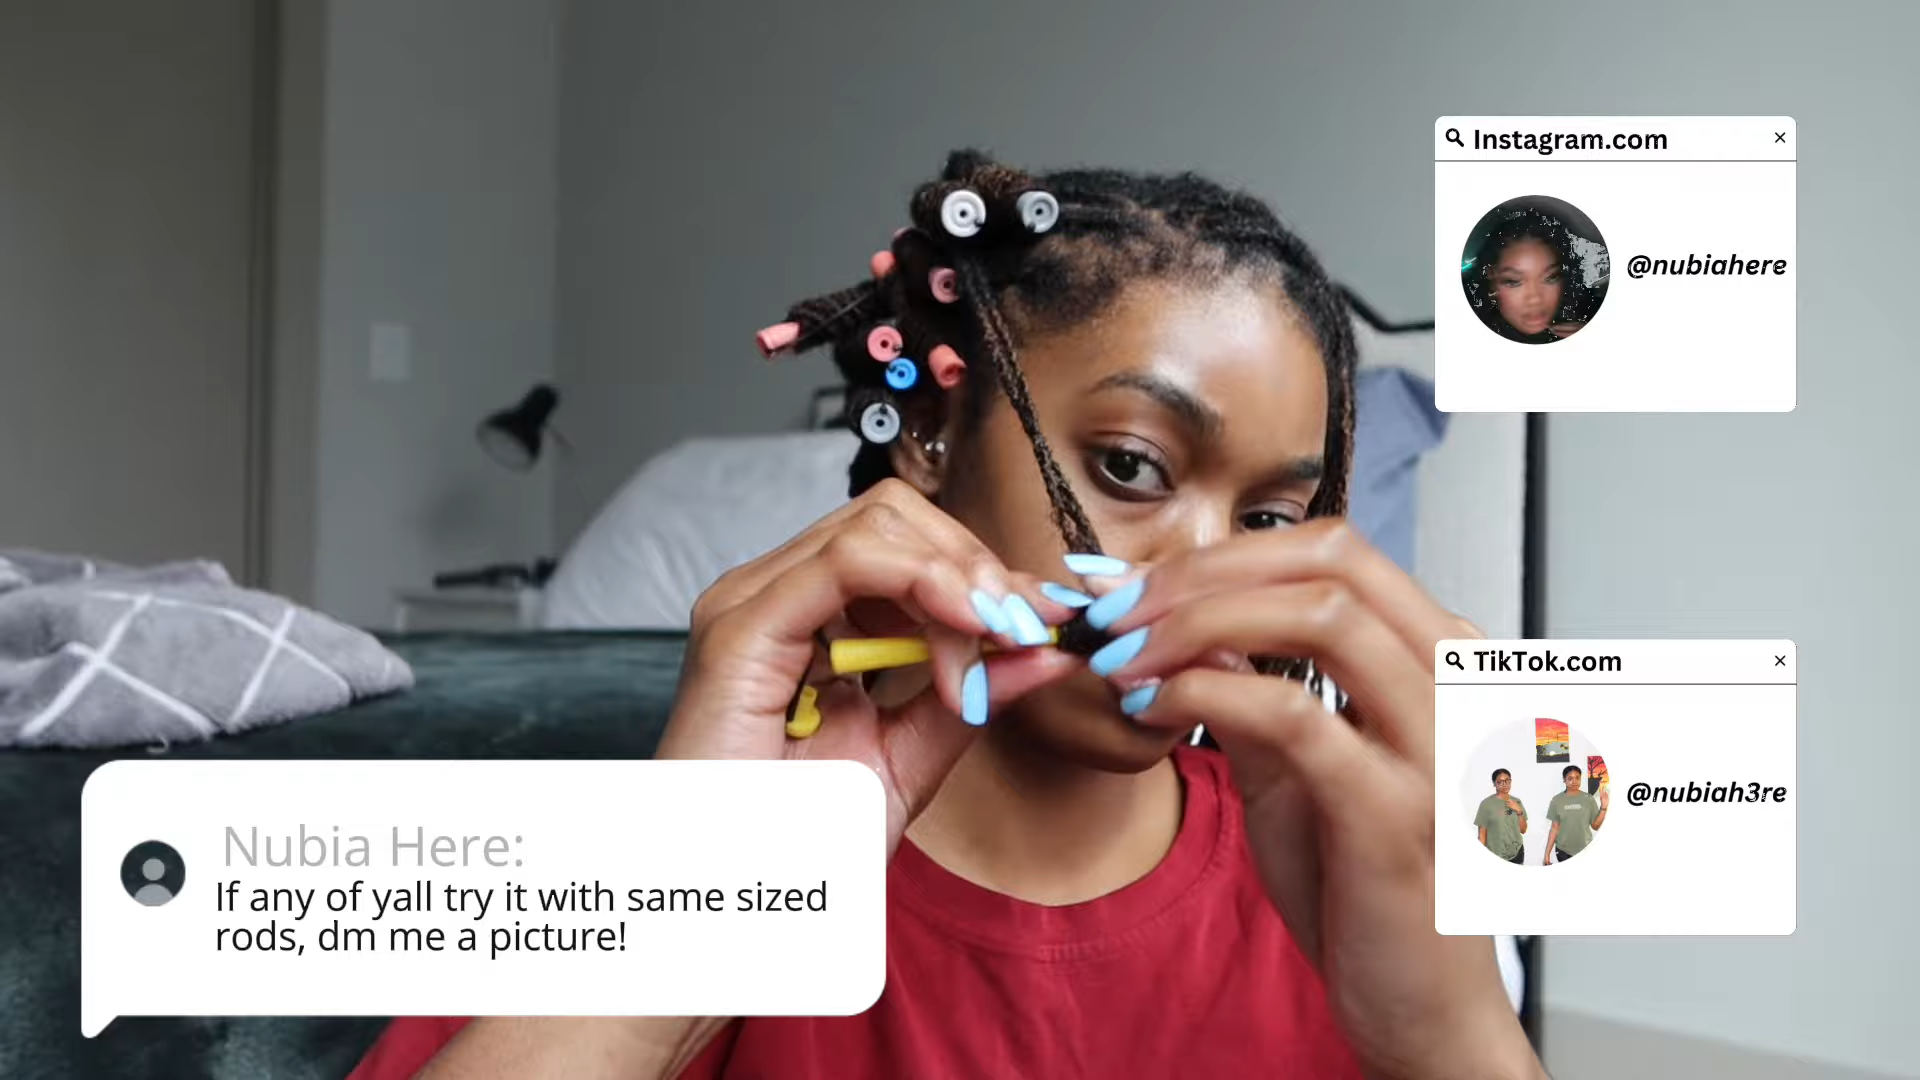 Instagram.com
@nubiahere
TikTok.com
@nubiah3re
Nubia Here:
If any of yall try it with same sized
rods, dm me a picture!